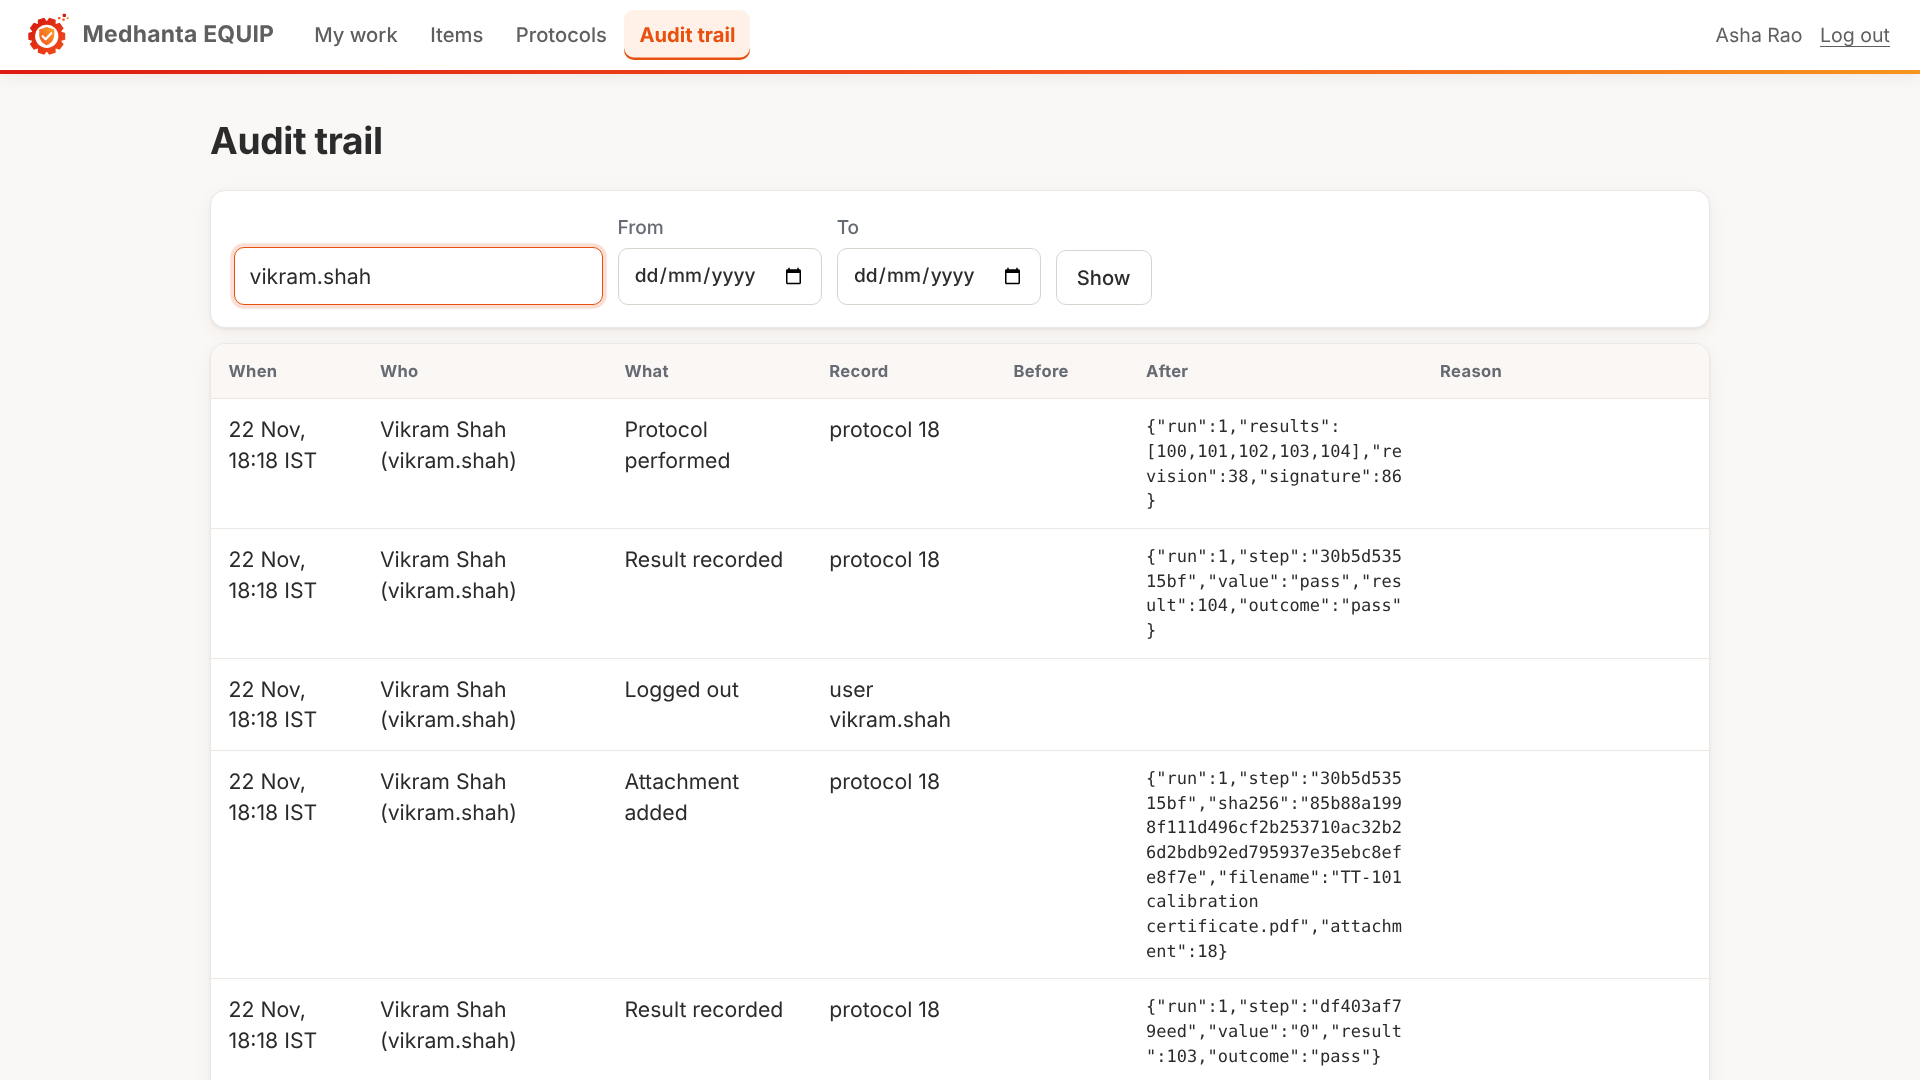 Medhanta EQUIP
My work
Items
Protocols
Audit trail
Asha Rao
Log out
Audit trail
From
To
vikram.shah
dd/mm/yyyy
dd/mm/yyyy
Show
When
Who
What
Record
Before
After
Reason
22 Nov,
18:18 IST
Vikram Shah
(vikram.shah)
Protocol
performed
protocol 18
{"run":1,"results":
[100,101,102,103,104],"re
vision":38,"signature":86
}
22 Nov,
18:18 IST
Vikram Shah
(vikram.shah)
Result recorded
protocol 18
{"run":1,"step":"30b5d535
15bf","value":"pass","res
ult":104,"outcome":"pass"
}
22 Nov,
18:18 IST
Vikram Shah
(vikram.shah)
Logged out
user
vikram.shah
22 Nov,
18:18 IST
Vikram Shah
(vikram.shah)
Attachment
added
protocol 18
{"run":1,"step":"30b5d535
15bf","sha256":"85b88a199
8f111d496cf2b253710ac32b2
6d2bdb92ed795937e35ebc8ef
e8f7e","filename":"TT-101
calibration
certificate.pdf","attachm
ent":18}
22 Nov,
18:18 IST
Vikram Shah
(vikram.shah)
Result recorded
protocol 18
{"run":1,"step":"df403af7
9eed","value":"0","result
":103,"outcome":"pass"}